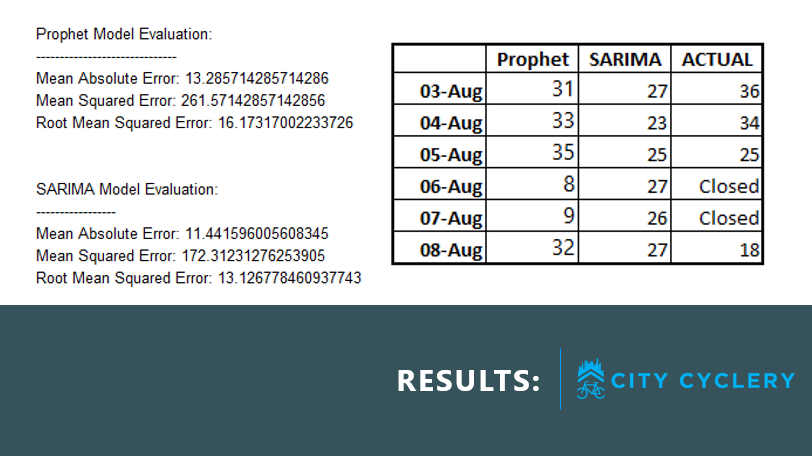 Prophet Model Evaluation:
------------------------------
Mean Absolute Error: 13.285714285714286
Mean Squared Error: 261.57142857142856
Root Mean Squared Error: 16.17317002233726
SARIMA Model Evaluation:
-----------------
Mean Absolute Error: 11.441596005608345
Mean Squared Error: 172.31231276253905
Root Mean Squared Error: 13.126778460937743
Prophet SARIMA ACTUAL
03-Aug 31 27 36
04-Aug 33 23 34
05-Aug 35 25 25
06-Aug 8 27 Closed
07-Aug 9 26 Closed
08-Aug 32 27 18
RESULTS:
CITY CYCLERY